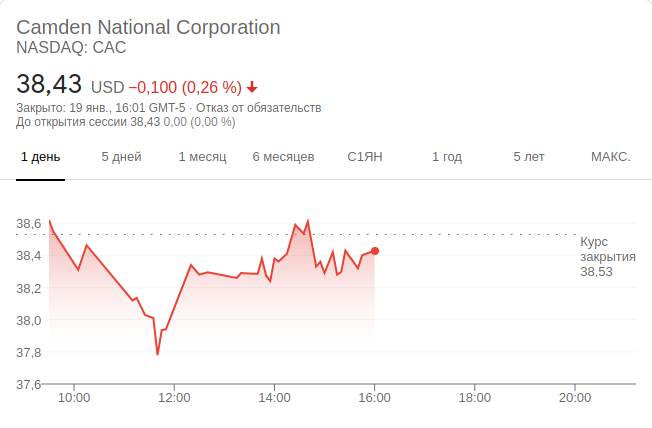 Camden National Corporation
NASDAQ: CAC
38,43 USD −0,100 (0,26 %)
Закрыто: 19 янв., 16:01 GMT-5 · Отказ от обязательств
До открытия сессии 38,43 0,00 (0,00 %)
1 день 5 дней 1 месяц 6 месяцев С1ЯН 1 год 5 лет МАКС.
38,6
38,4
38,2
38,0
37,8
37,6
Курс
закрытия
38,53
10:00 12:00 14:00 16:00 18:00 20:00